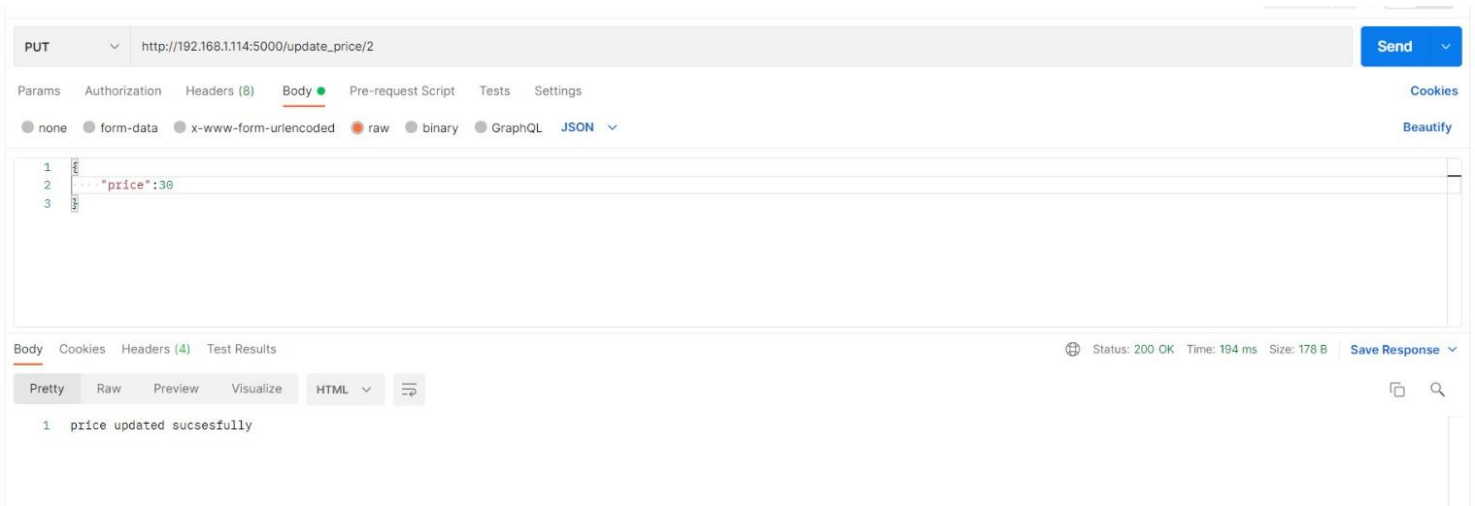 PUT http://192.168.1.114:5000/update_price/2 Send
Params Authorization Headers (8) Body Pre-request Script Tests Settings Cookies
none form-data x-www-form-urlencoded raw binary GraphQL JSON Beautify
1 {
2 "price":30
3 }
Body Cookies Headers (4) Test Results Status: 200 OK Time: 194 ms Size: 178 B Save Response
Pretty Raw Preview Visualize HTML
1 price updated sucsesfully